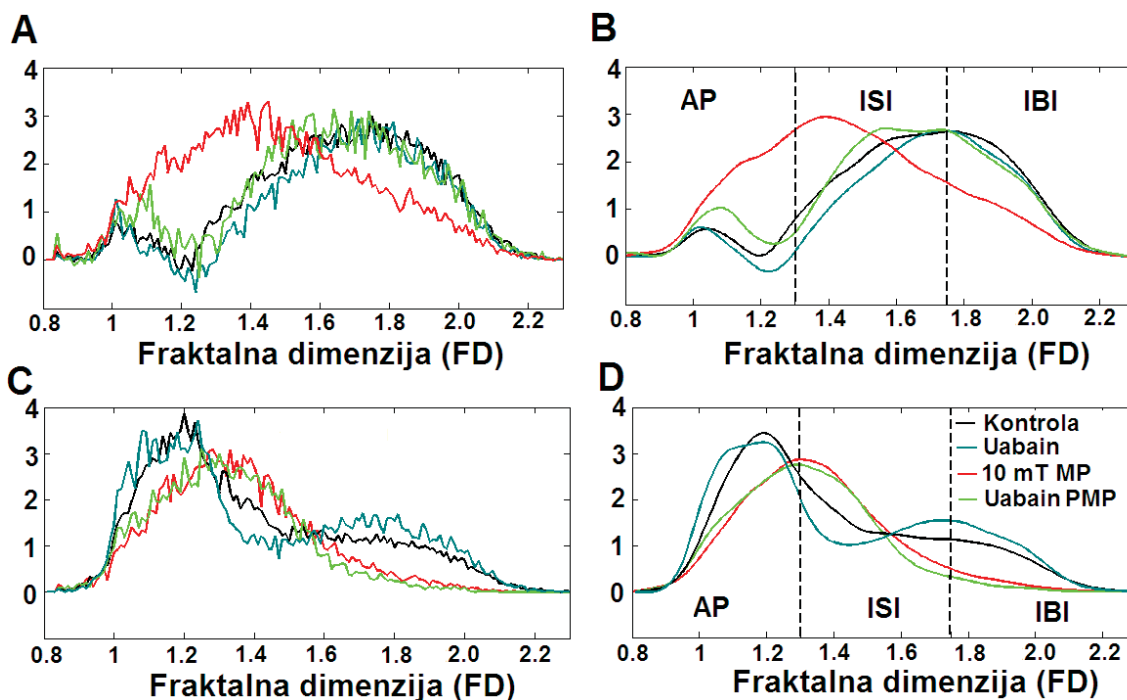 A
4
3
2
1
0
0.8 1 1.2 1.4 1.6 1.8 2.0 2.2
Fraktalna dimenzija (FD)
B
4
3
2
1
0
AP ISI IBI
0.8 1 1.2 1.4 1.6 1.8 2.0 2.2
Fraktalna dimenzija (FD)
C
4
3
2
1
0
0.8 1 1.2 1.4 1.6 1.8 2.0 2.2
Fraktalna dimenzija (FD)
D
4
3
2
1
0
Kontrola
Uabain
10 mT MP
Uabain PMP
AP ISI IBI
0.8 1 1.2 1.4 1.6 1.8 2.0 2.2
Fraktalna dimenzija (FD)